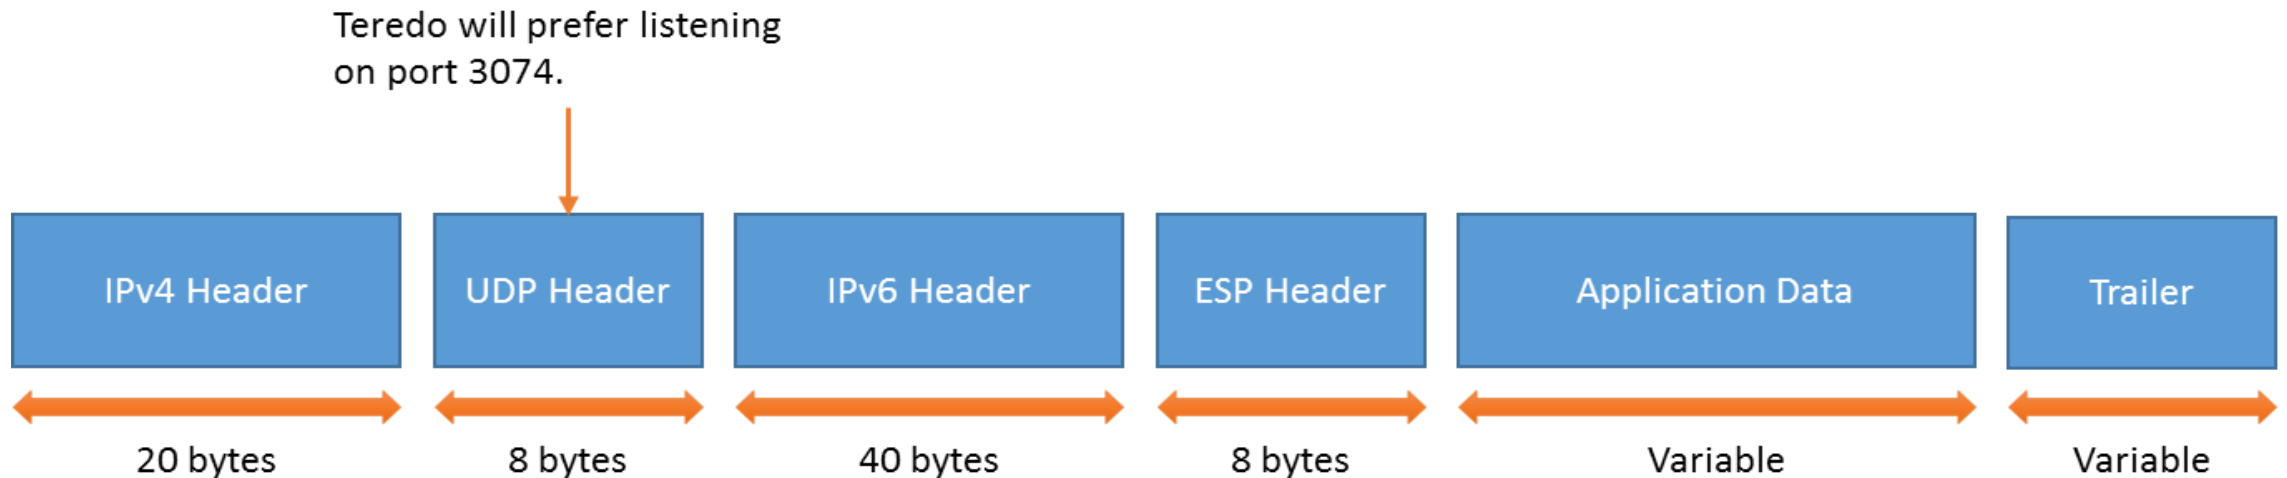 Teredo will prefer listening
on port 3074.
IPv4 Header
UDP Header
IPv6 Header
ESP Header
Application Data
Trailer
20 bytes
8 bytes
40 bytes
8 bytes
Variable
Variable